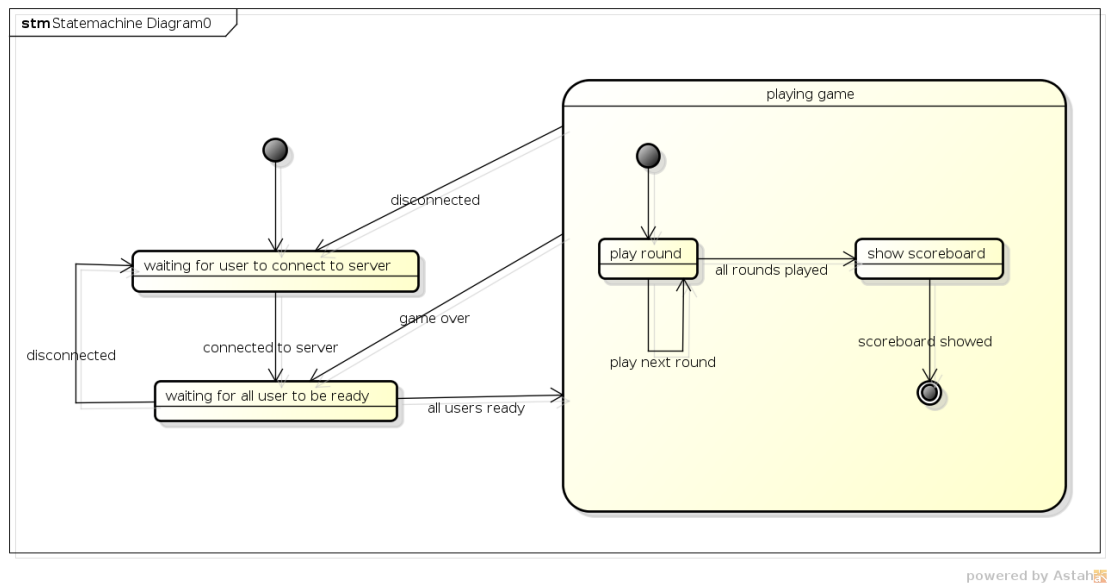 stm Statemachine Diagram0
playing game
disconnected
waiting for user to connect to server
play round
show scoreboard
all rounds played
game over
connected to server
scoreboard showed
disconnected
play next round
waiting for all user to be ready
all users ready
powered by Astah